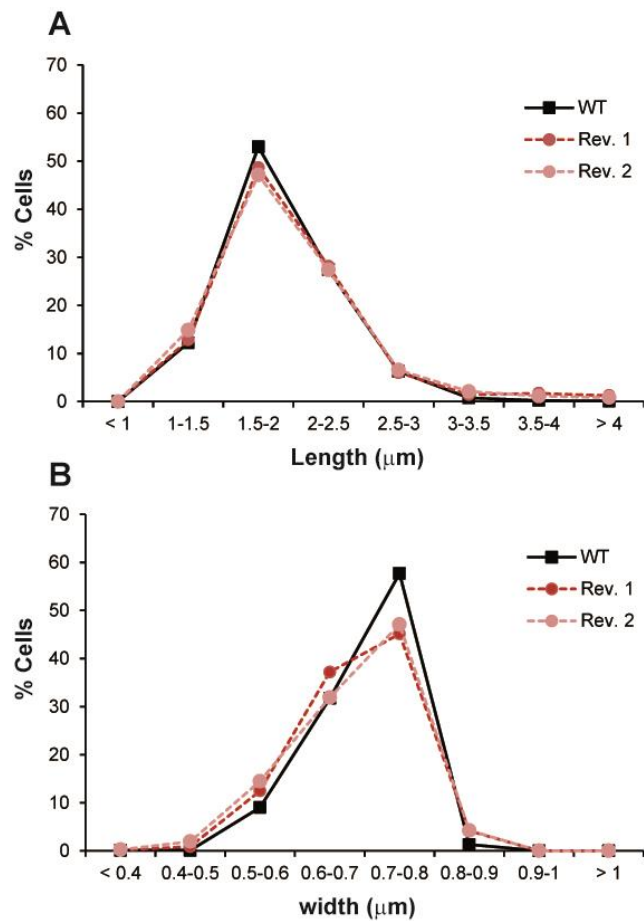 A
70
60
50
40
30
20
10
0
% Cells
WT
Rev. 1
Rev. 2
< 1 1-1.5 1.5-2 2-2.5 2.5-3 3-3.5 3.5-4 > 4
Length (μm)
B
70
60
50
40
30
20
10
0
% Cells
WT
Rev. 1
Rev. 2
< 0.4 0.4-0.5 0.5-0.6 0.6-0.7 0.7-0.8 0.8-0.9 0.9-1 > 1
width (μm)